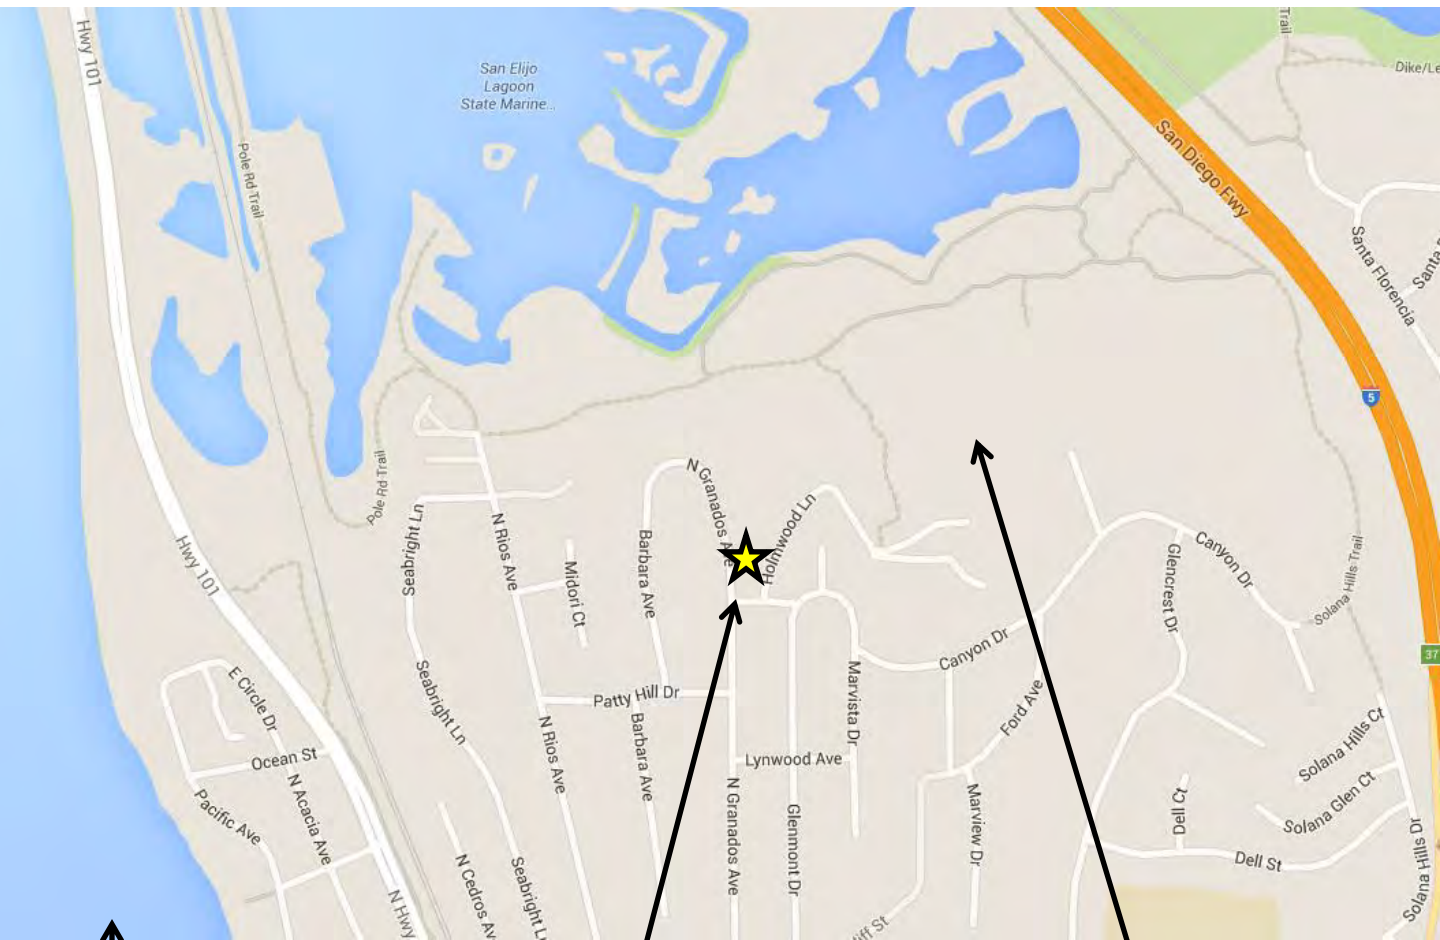 Hwy 101
San Elijo
Lagoon
State Marine...
Trail
Dike/Le
Pole Rd Trail
San Diego Fwy
Santa Florencia
Santa
5
Pole Rd Trail
N Granados Ave
Holmwood Ln
Seabright Ln
N Rios Ave
Barbara Ave
Midori Ct
Hwy 101
Glencrest Dr
Canyon Dr
Solana Hills Trail
Canyon Dr
37
E Circle Dr
Seabright Ln
Patty Hill Dr
Marvista Dr
Ford Ave
Ocean St
N Rios Ave
Barbara Ave
Lynwood Ave
Solana Hills Ct
Pacific Ave
N Acacia Ave
N Granados Ave
Glenmont Dr
Marview Dr
Dell Ct
Solana Glen Ct
Dell St
Solana Hills Dr
N Cedros Av
Seabright L
N Hwy
liff St